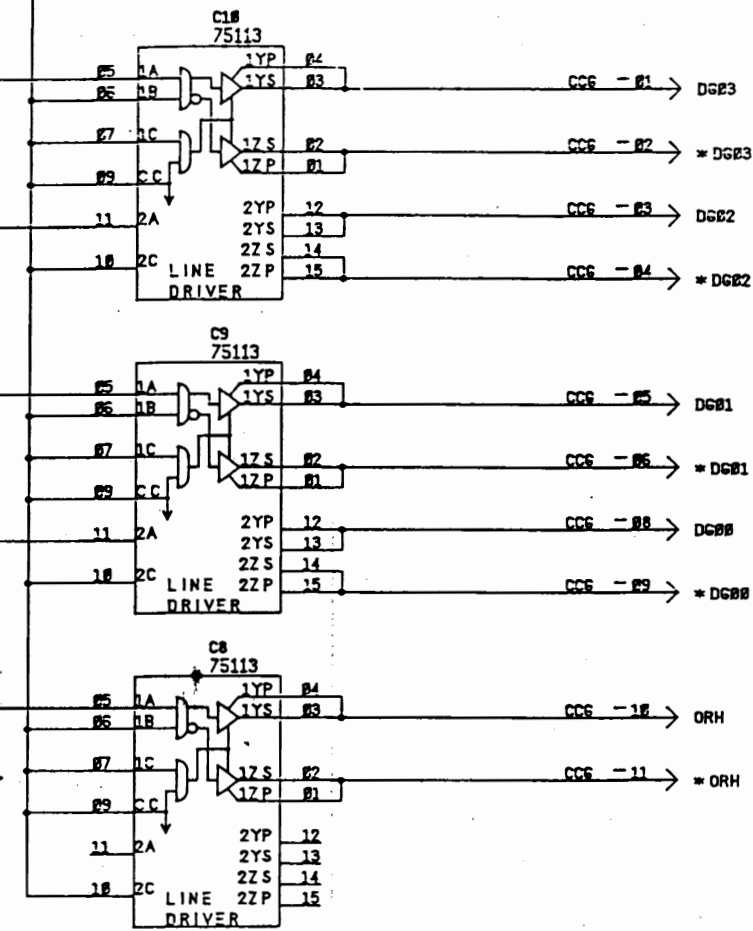 C10
75113
05 1A 1YP 04
06 1B 1YS 03 CCG -01 DG03
07 1C 1ZS 02 CCG -02 *DG03
09 CC 1ZP 01
11 2A 2YP 12 CCG -03 DG02
2YS 13
10 2C 2ZS 14
LINE 2ZP 15 CCG -04 *DG02
DRIVER
C9
75113
05 1A 1YP 04
06 1B 1YS 03 CCG -05 DG01
07 1C 1ZS 02 CCG -06 *DG01
09 CC 1ZP 01
11 2A 2YP 12 CCG -08 DG00
2YS 13
10 2C 2ZS 14
LINE 2ZP 15 CCG -09 *DG00
DRIVER
C8
75113
05 1A 1YP 04
06 1B 1YS 03 CCG -10 ORH
07 1C 1ZS 02 CCG -11 *ORH
09 CC 1ZP 01
11 2A 2YP 12
2YS 13
10 2C 2ZS 14
LINE 2ZP 15
DRIVER